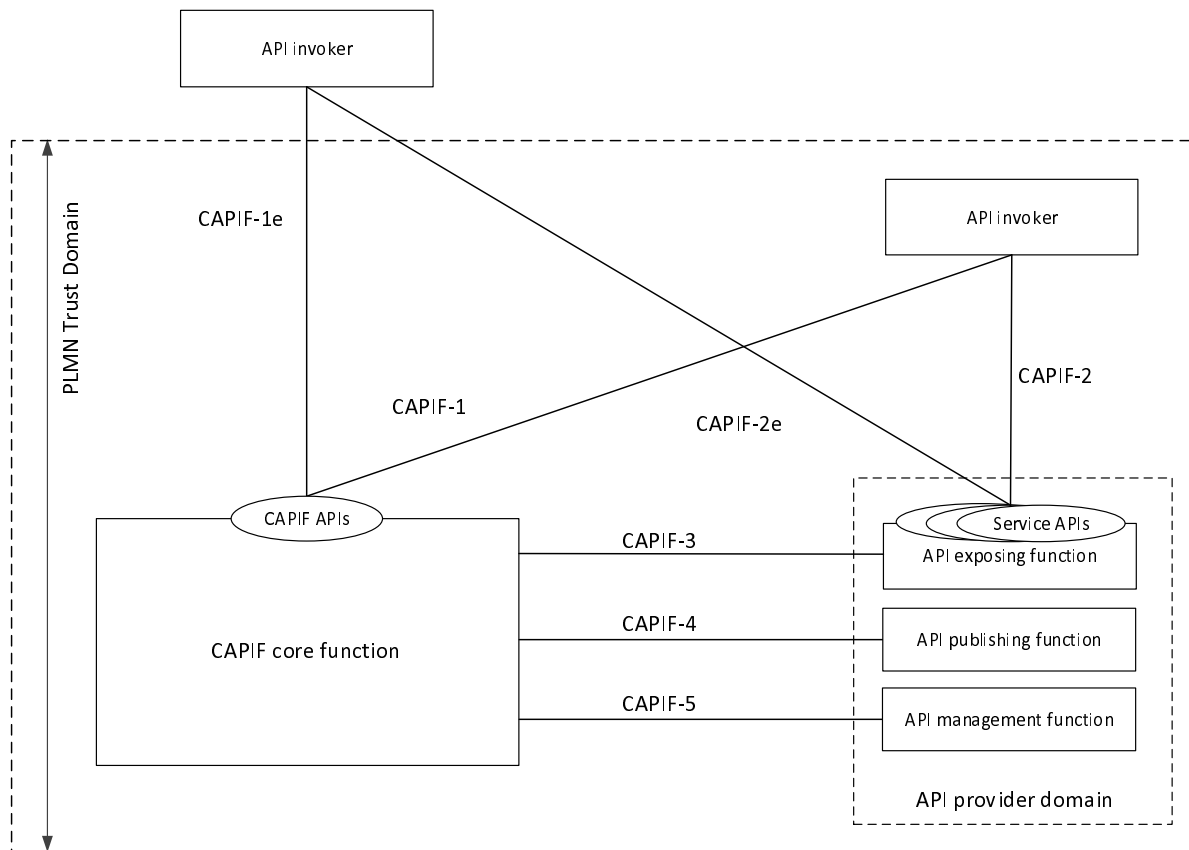 API invoker
CAPIF-1e
PLMN Trust Domain
API invoker
CAPIF-1
CAPIF-2e
CAPIF-2
CAPIF APIs
Service APIs
CAPIF-3
API exposing function
CAPIF-4
API publishing function
CAPIF core function
CAPIF-5
API management function
API provider domain